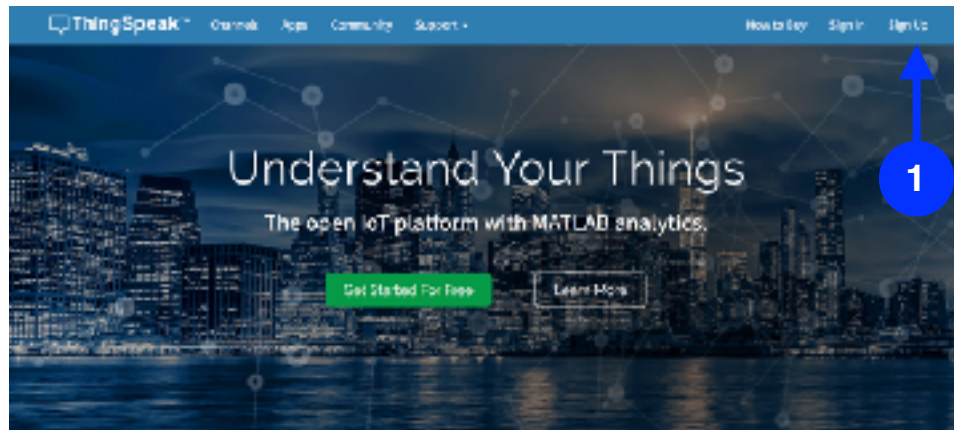 ThingSpeak™ Channels Apps Community Support How to Buy Sign In Sign Up
1
Understand Your Things
The open IoT platform with MATLAB analytics.
Get Started For Free Learn More